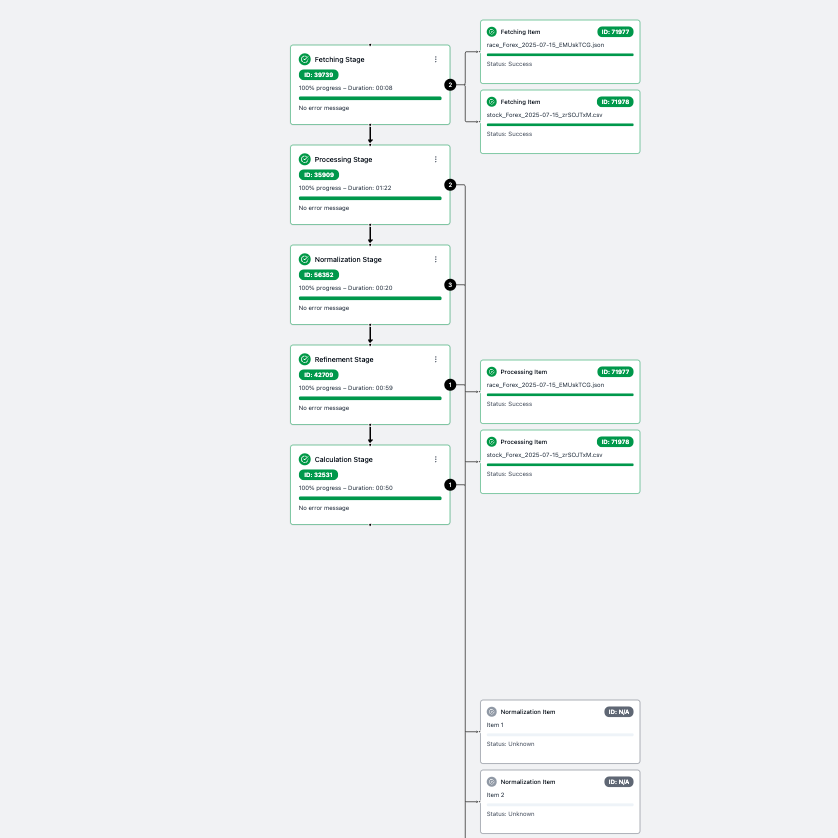 Fetching Stage
ID: 39739
100% progress – Duration: 00:08
No error message
2
Fetching Item
ID: 71977
race_Forex_2025-07-15_EMUskTCG.json
Status: Success
Fetching Item
ID: 71978
stock_Forex_2025-07-15_zrSOJTxM.csv
Status: Success
Processing Stage
ID: 35909
100% progress – Duration: 01:22
No error message
2
Normalization Stage
ID: 56352
100% progress – Duration: 00:20
No error message
3
Refinement Stage
ID: 42709
100% progress – Duration: 00:59
No error message
1
Processing Item
ID: 71977
race_Forex_2025-07-15_EMUskTCG.json
Status: Success
Processing Item
ID: 71978
stock_Forex_2025-07-15_zrSOJTxM.csv
Status: Success
Calculation Stage
ID: 32531
100% progress – Duration: 00:50
No error message
1
Normalization Item
ID: N/A
Item 1
Status: Unknown
Normalization Item
ID: N/A
Item 2
Status: Unknown